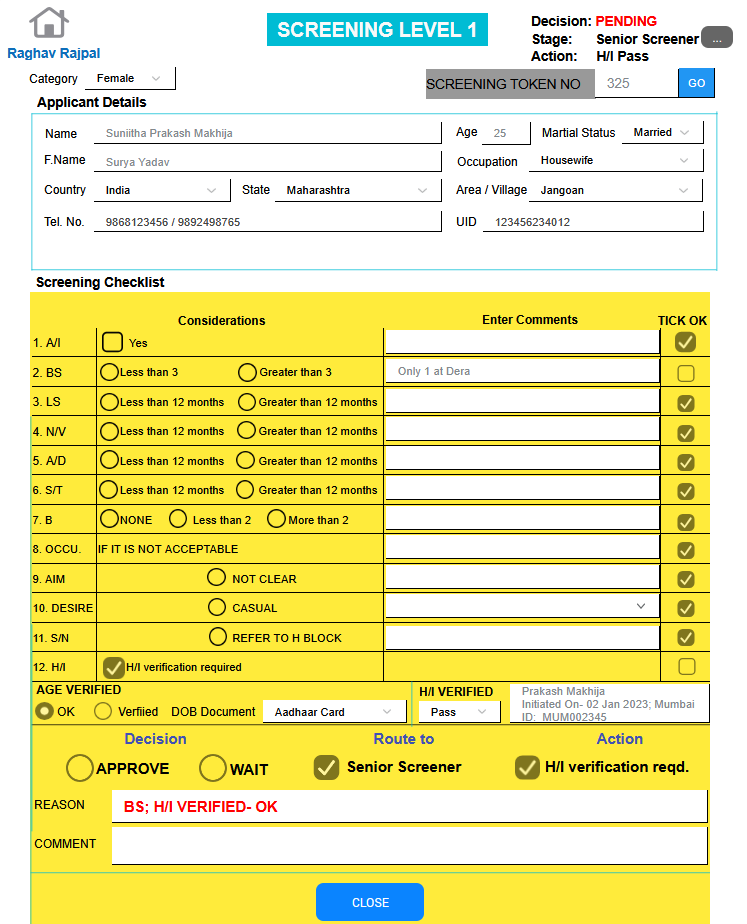 SCREENING LEVEL 1
Decision: PENDING
Stage: Senior Screener ...
Action: H/I Pass
Raghav Rajpal
Category Female
SCREENING TOKEN NO 325 GO
Applicant Details
Name Suniitha Prakash Makhija Age 25 Martial Status Married
F.Name Surya Yadav Occupation Housewife
Country India State Maharashtra Area / Village Jangoan
Tel. No. 9868123456 / 9892498765 UID 123456234012
Screening Checklist
Considerations Enter Comments TICK OK
1. A/I Yes
2. BS Less than 3 Greater than 3 Only 1 at Dera
3. LS Less than 12 months Greater than 12 months
4. N/V Less than 12 months Greater than 12 months
5. A/D Less than 12 months Greater than 12 months
6. S/T Less than 12 months Greater than 12 months
7. B NONE Less than 2 More than 2
8. OCCU. IF IT IS NOT ACCEPTABLE
9. AIM NOT CLEAR
10. DESIRE CASUAL
11. S/N REFER TO H BLOCK
12. H/I H/I verification required
AGE VERIFIED H/I VERIFIED Prakash Makhija
Initiated On- 02 Jan 2023; Mumbai
OK Verfiied DOB Document Aadhaar Card Pass ID: MUM002345
Decision Route to Action
APPROVE WAIT Senior Screener H/I verification reqd.
REASON BS; H/I VERIFIED- OK
COMMENT
CLOSE